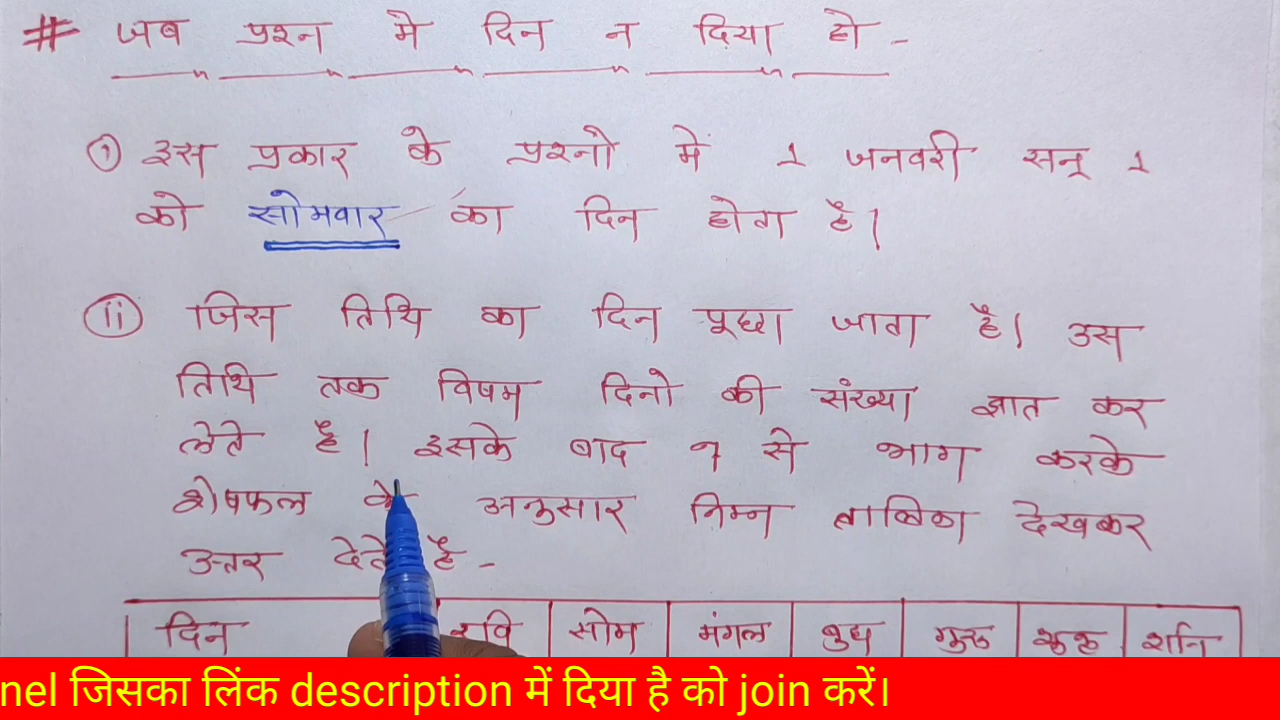 # जब प्रश्न मे दिन न दिया हो -
① इस प्रकार के प्रश्नो में 1 जनवरी सन् 1
को सोमवार का दिन होता है।
ⅱ जिस तिथि का दिन पूछा जाता है। उस
तिथि तक विषम दिनो की संख्या ज्ञात कर
लेते है। इसके बाद 7 से भाग करके
शेषफल के अनुसार निम्न तालिका देखकर
उत्तर देते है -
दिन रवि सोम मंगल बुध गुरु शुक्र शनि
nel जिसका लिंक description में दिया है को join करें।